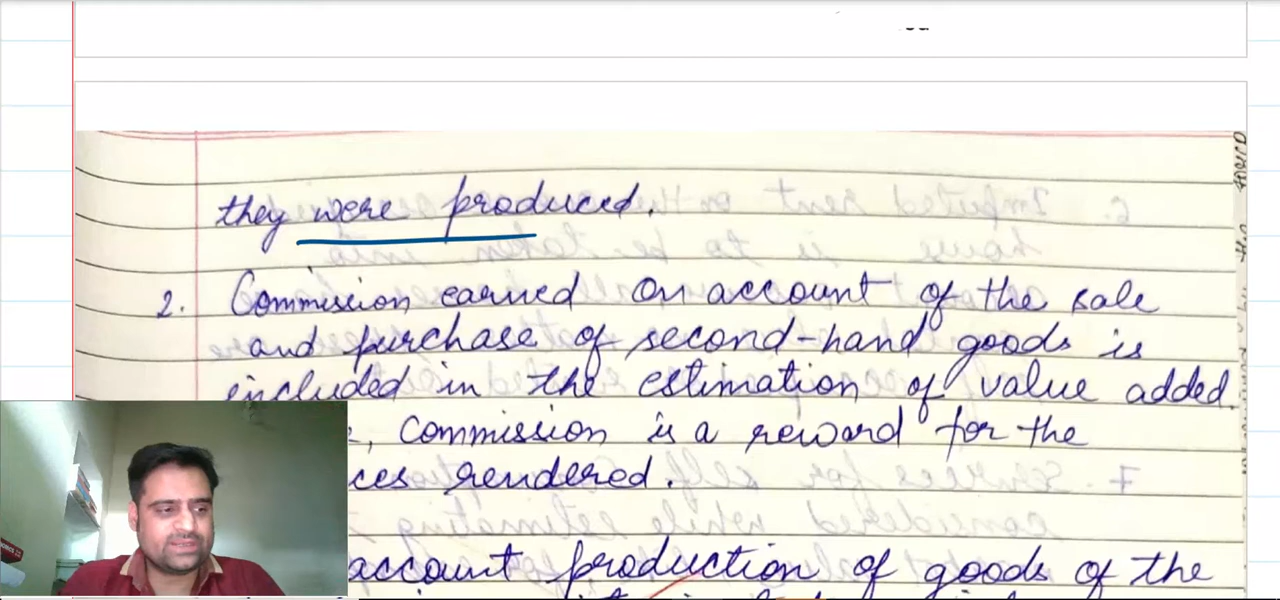 they were produced.
2. Commission earned on account of the sale
and purchase of second-hand goods is
included in the estimation of value added.
, commission is a reward for the
ces rendered.
account production of goods of the